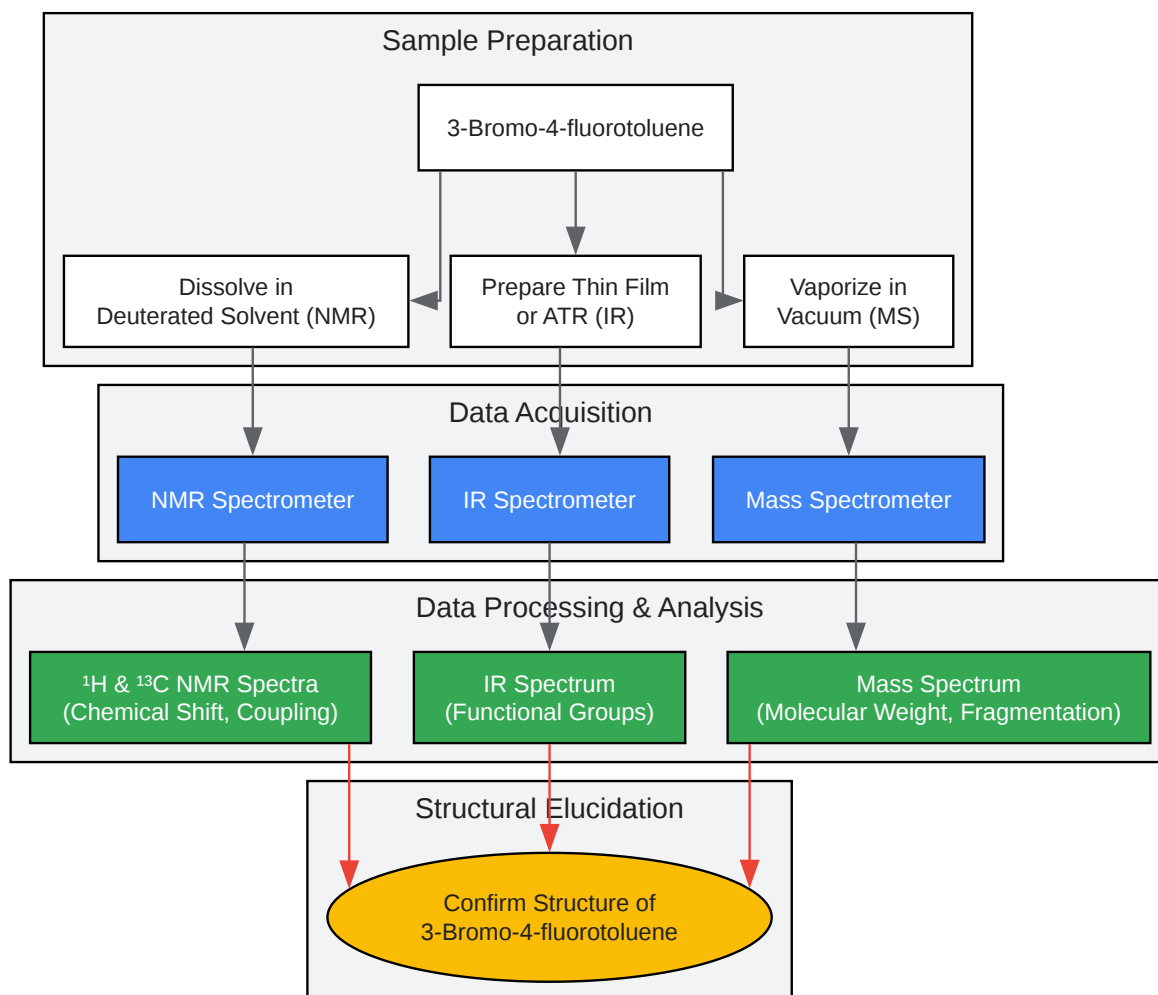 Sample Preparation
3-Bromo-4-fluorotoluene
Dissolve in
Deuterated Solvent (NMR)
Prepare Thin Film
or ATR (IR)
Vaporize in
Vacuum (MS)
Data Acquisition
NMR Spectrometer
IR Spectrometer
Mass Spectrometer
Data Processing & Analysis
¹H & ¹³C NMR Spectra
(Chemical Shift, Coupling)
IR Spectrum
(Functional Groups)
Mass Spectrum
(Molecular Weight, Fragmentation)
Structural Elucidation
Confirm Structure of
3-Bromo-4-fluorotoluene